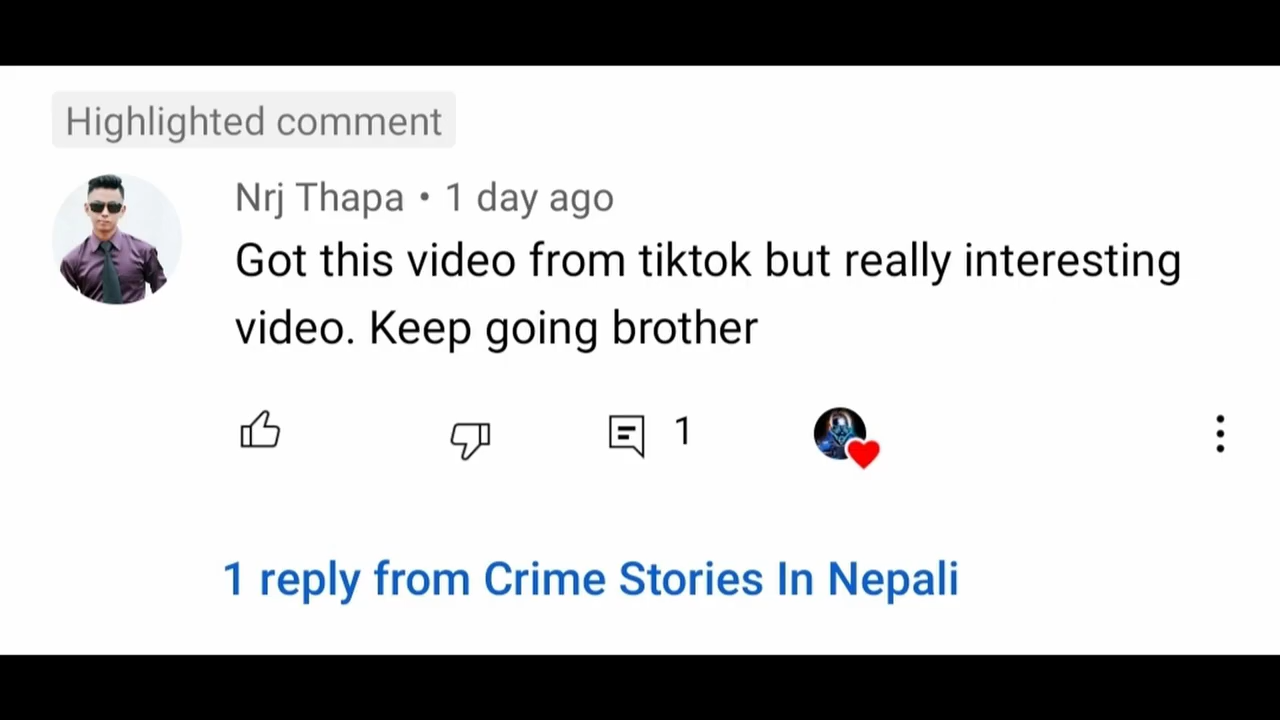 Highlighted comment
Nrj Thapa • 1 day ago
Got this video from tiktok but really interesting
video. Keep going brother
1
1 reply from Crime Stories In Nepali